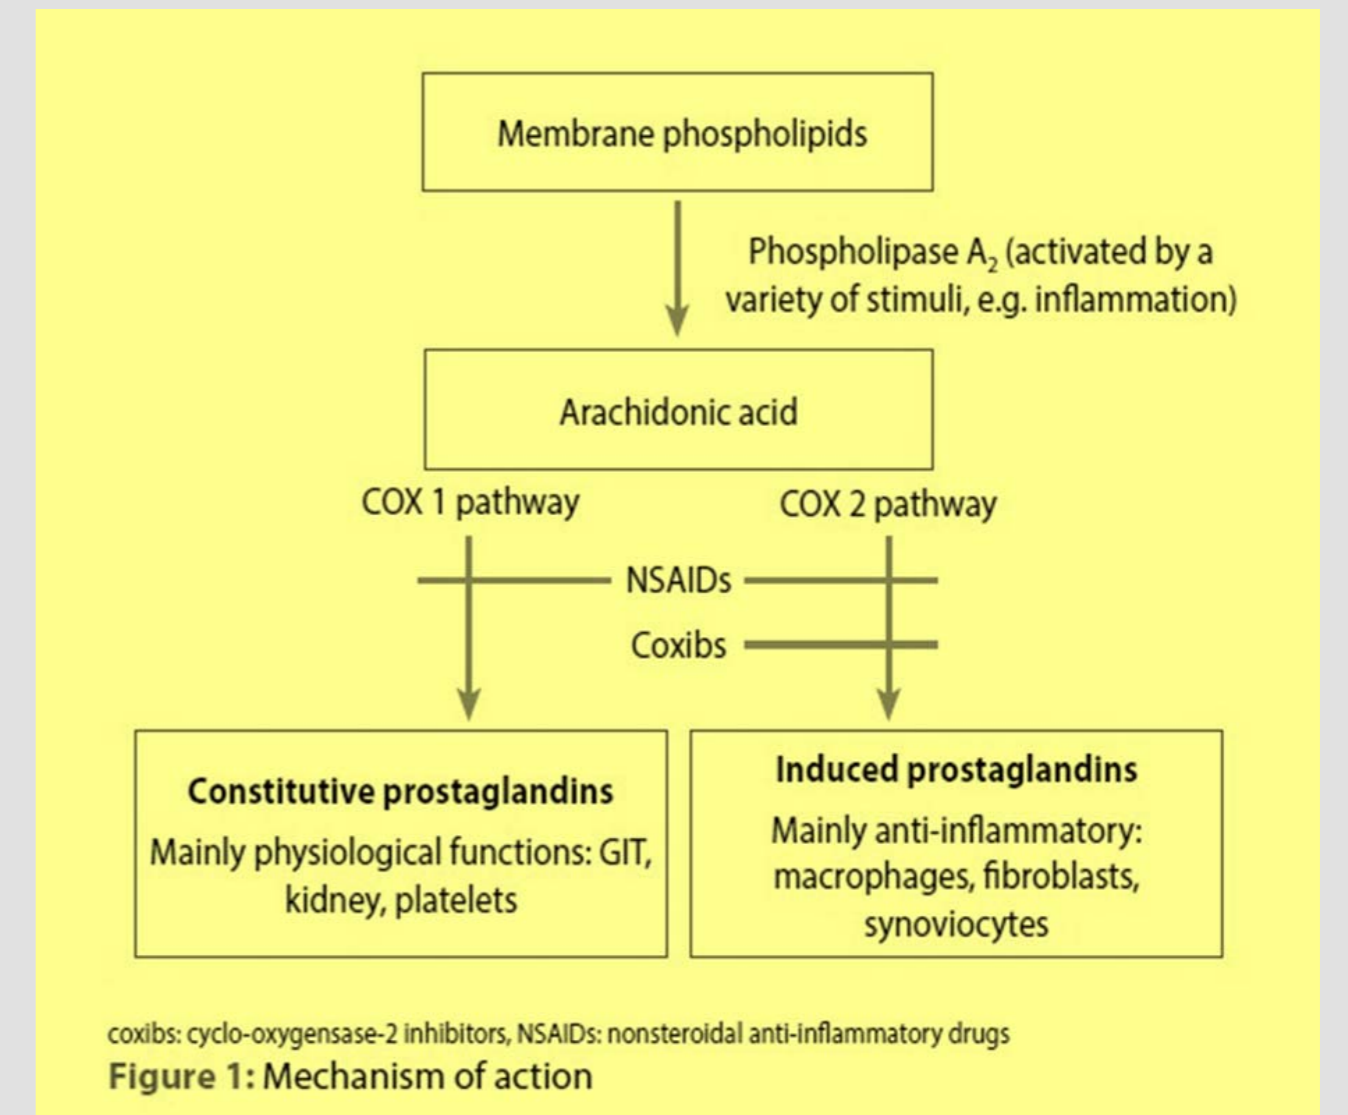 Membrane phospholipids
Phospholipase A₂ (activated by a
variety of stimuli, e.g. inflammation)
Arachidonic acid
COX 1 pathway
COX 2 pathway
NSAIDs
Coxibs
Constitutive prostaglandins
Mainly physiological functions: GIT,
kidney, platelets
Induced prostaglandins
Mainly anti-inflammatory:
macrophages, fibroblasts,
synoviocytes
coxibs: cyclo-oxygensase-2 inhibitors, NSAIDs: nonsteroidal anti-inflammatory drugs
Figure 1: Mechanism of action